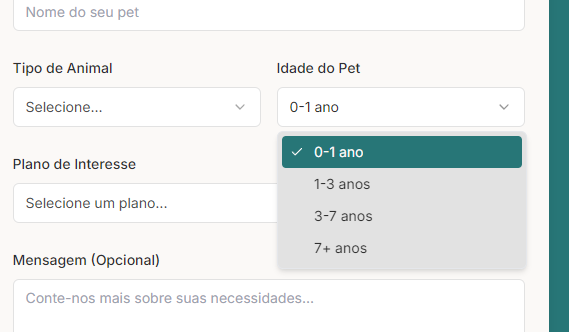 Nome do seu pet
Tipo de Animal
Idade do Pet
Selecione...
0-1 ano
0-1 ano
1-3 anos
3-7 anos
7+ anos
Plano de Interesse
Selecione um plano...
Mensagem (Opcional)
Conte-nos mais sobre suas necessidades...